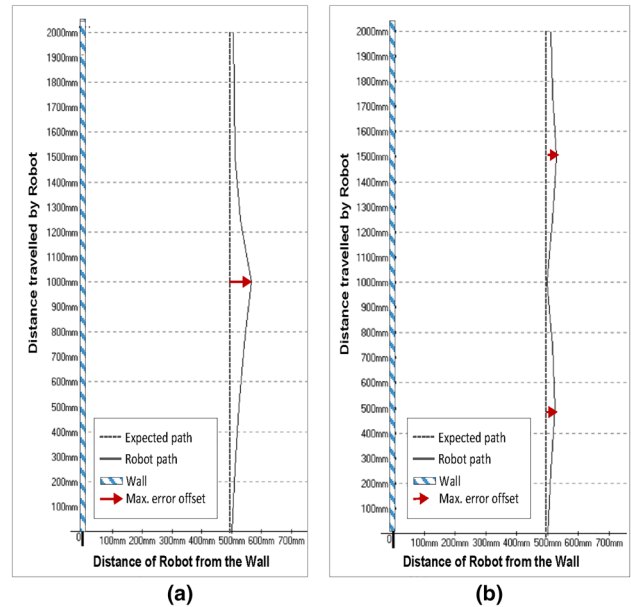 2000mm
1900mm
1800mm
1700mm
1600mm
1500mm
1400mm
1300mm
1200mm
1100mm
1000mm
900mm
800mm
700mm
600mm
500mm
400mm
300mm
200mm
100mm
Distance travelled by Robot
Expected path
Robot path
Wall
Max. error offset
0 100mm 200mm 300mm 400mm 500mm 600mm 700mm
Distance of Robot from the Wall
(a)
2000mm
1900mm
1800mm
1700mm
1600mm
1500mm
1400mm
1300mm
1200mm
1100mm
1000mm
900mm
800mm
700mm
600mm
500mm
400mm
300mm
200mm
100mm
Distance travelled by Robot
Expected path
Robot path
Wall
Max. error offset
0 100mm 200mm 300mm 400mm 500mm 600mm 700mm
Distance of Robot from the Wall
(b)